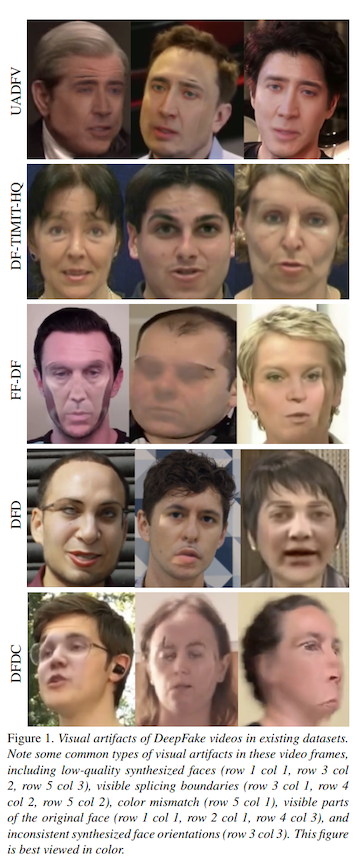 UADFV
DF-TIMIT-HQ
FF-DF
DFD
DFDC
Figure 1. Visual artifacts of DeepFake videos in existing datasets.
Note some common types of visual artifacts in these video frames,
including low-quality synthesized faces (row 1 col 1, row 3 col
2, row 5 col 3), visible splicing boundaries (row 3 col 1, row 4
col 2, row 5 col 2), color mismatch (row 5 col 1), visible parts
of the original face (row 1 col 1, row 2 col 1, row 4 col 3), and
inconsistent synthesized face orientations (row 3 col 3). This figure
is best viewed in color.